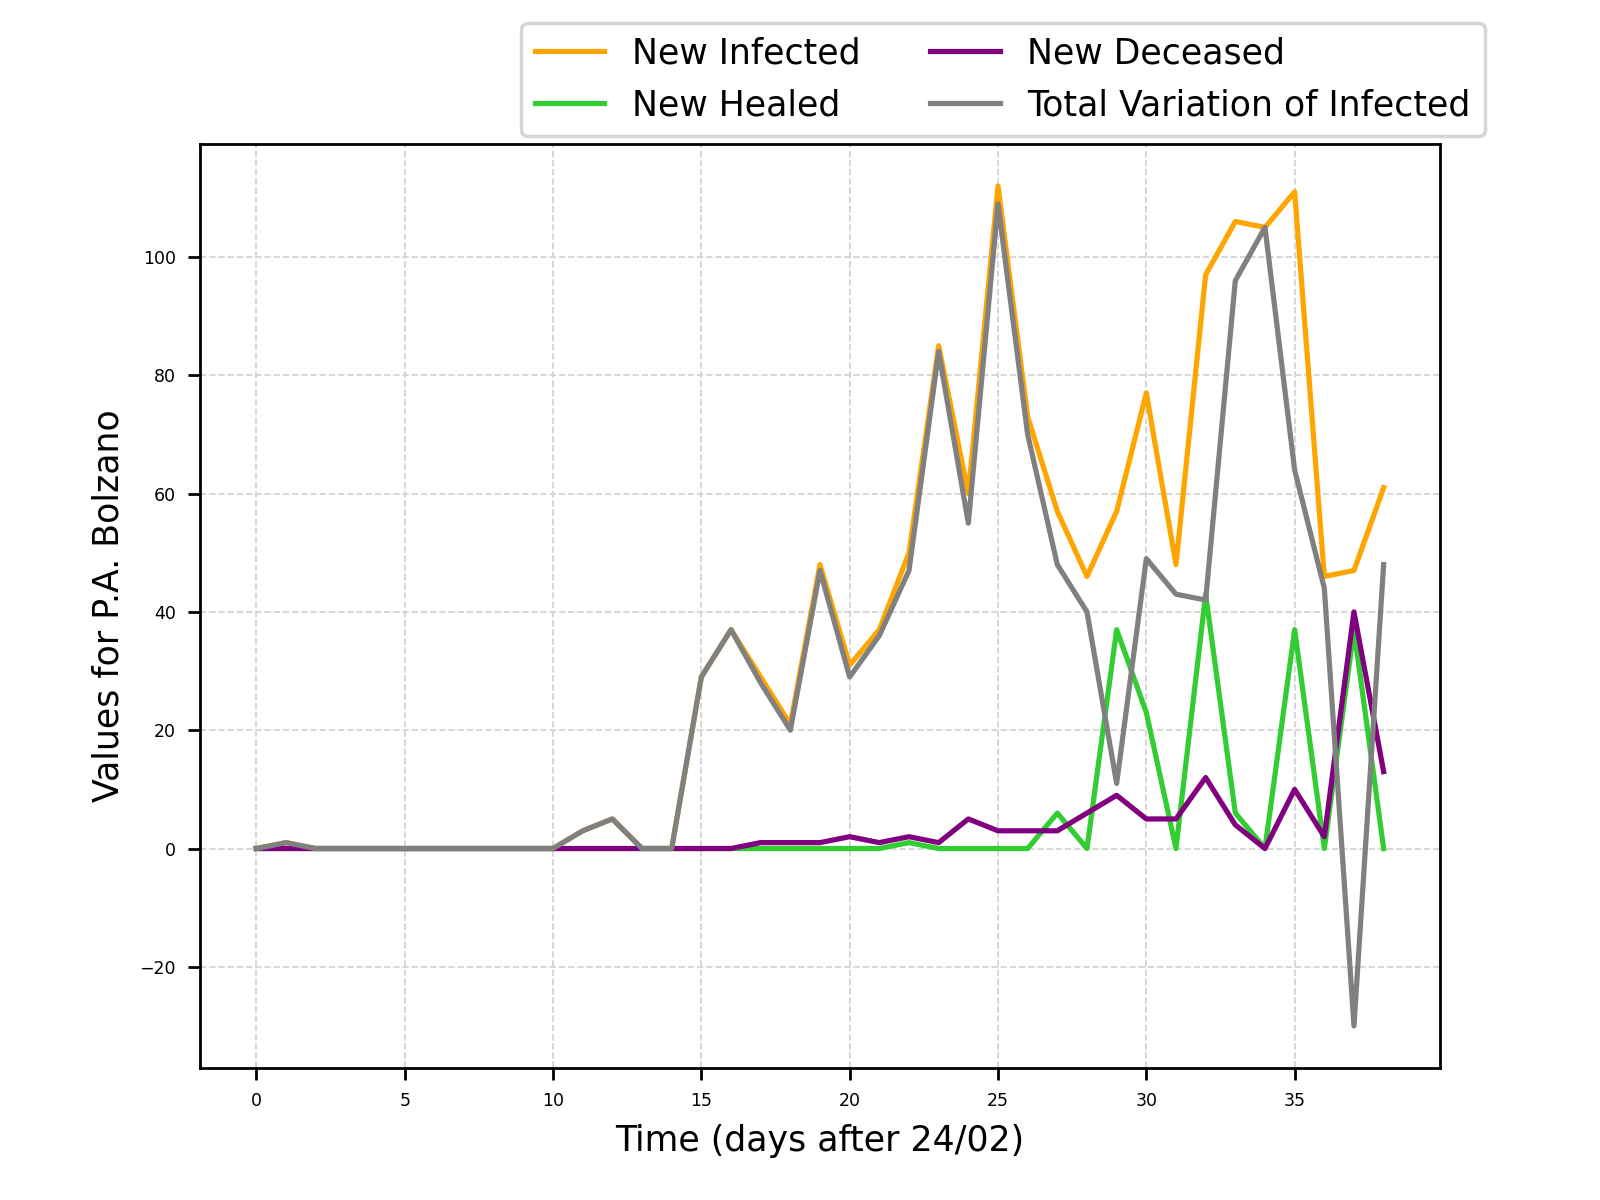 New Infected
New Healed
New Deceased
Total Variation of Infected
Values for P.A. Bolzano
100
80
60
40
20
0
−20
0 5 10 15 20 25 30 35
Time (days after 24/02)